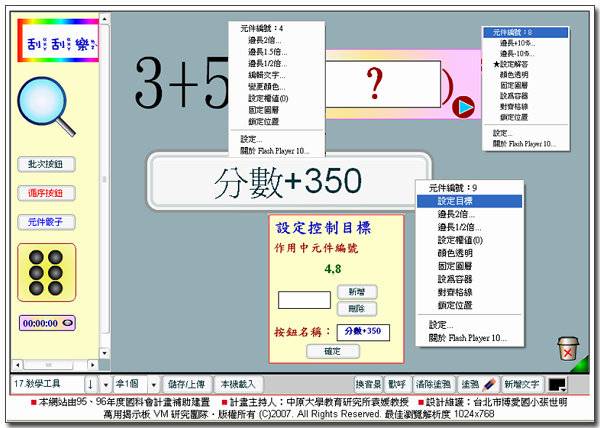 刮刮樂
批次按鈕
循序按鈕
元件骰子
00:00:00
3+5
?
)
元件編號：4
邊長2倍...
邊長1.5倍...
邊長1/2倍...
編輯文字...
變更顏色...
設定權值(0)
固定圖層
鎖定位置
設定...
關於 Flash Player 10...
元件編號：8
邊長+10%...
邊長-10%...
★設定解答
顏色透明
固定圖層
設爲容器
對齊格線
鎖定位置
設定...
關於 Flash Player 10...
分數+350
元件編號：9
設定目標
邊長2倍...
邊長1/2倍...
設定權值(0)
顏色透明
固定圖層
設爲容器
對齊格線
鎖定位置
設定...
關於 Flash Player 10...
設定控制目標
作用中元件編號
4,8
新增
刪除
按鈕名稱： 分數+350
確定
17.教學工具 拿1個 儲存/上傳 本機載入 換背景 歡呼 清除塗鴉 塗鴉 新增文字
■本網站由95、96年度國科會計畫補助建置 ■計畫主持人：中原大學教育研究所袁媛教授 ■設計維護：台北市博愛國小張世明
萬用揭示板 VM 研究團隊‧版權所有 (C)2007. All Rights Reserved. 最佳瀏覽解析度 1024x768